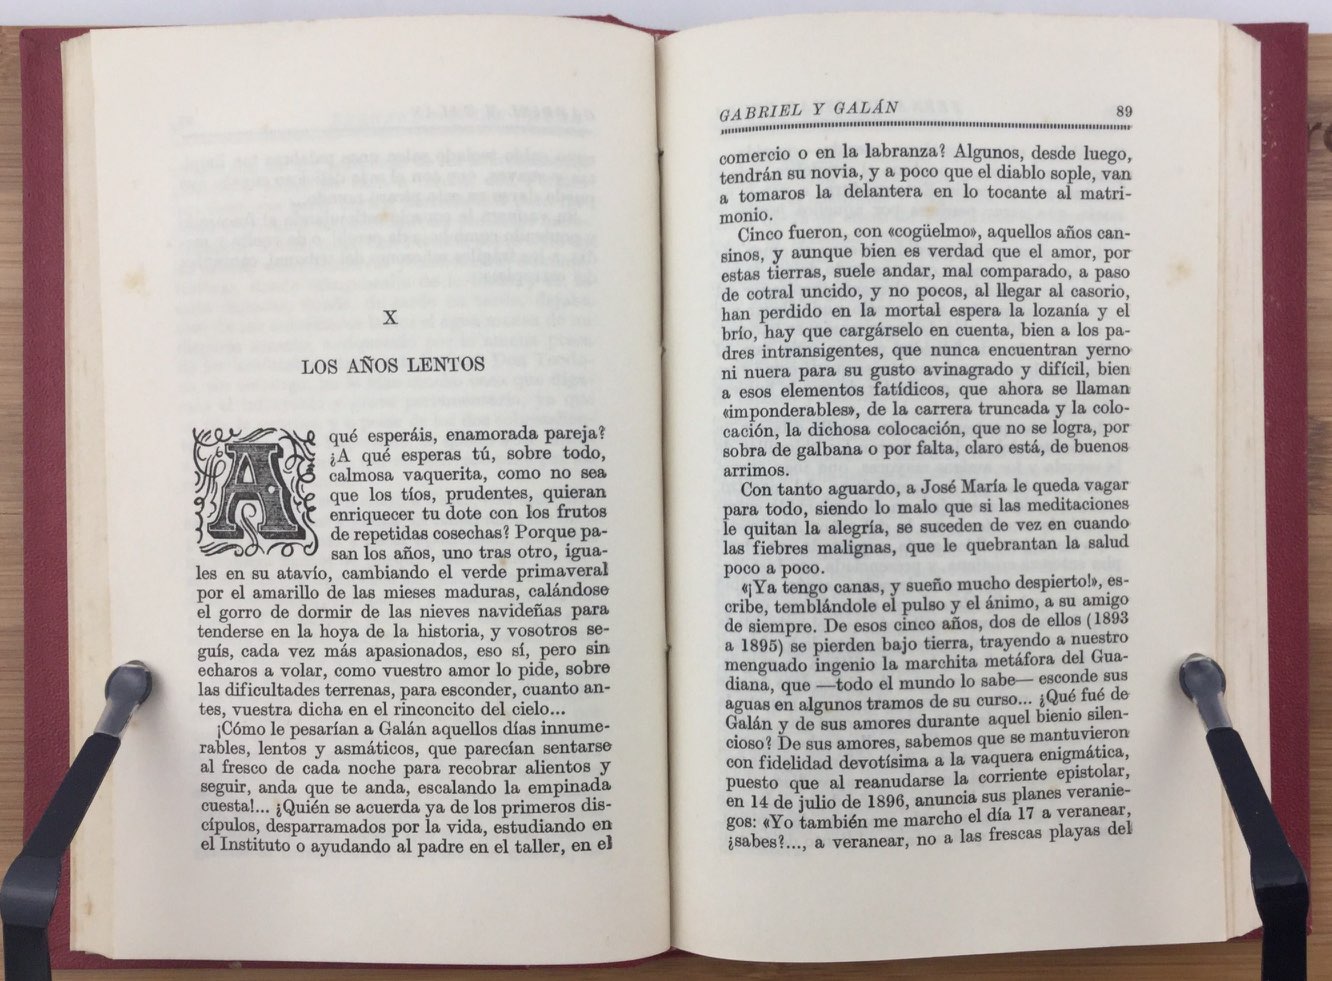 X
LOS AÑOS LENTOS
A qué esperáis, enamorada pareja?
¿A qué esperas tú, sobre todo,
calmosa vaquerita, como no sea
que los tíos, prudentes, quieran
enriquecer tu dote con los frutos
de repetidas cosechas? Porque pa-
san los años, uno tras otro, igua-
les en su atavío, cambiando el verde primaveral
por el amarillo de las mieses maduras, calándose
el gorro de dormir de las nieves navideñas para
tenderse en la hoya de la historia, y vosotros se-
guís, cada vez más apasionados, eso sí, pero sin
echaros a volar, como vuestro amor lo pide, sobre
las dificultades terrenas, para esconder, cuanto an-
tes, vuestra dicha en el rinconcito del cielo...
¡Cómo le pesarían a Galán aquellos días innume-
rables, lentos y asmáticos, que parecían sentarse
al fresco de cada noche para recobrar alientos y
seguir, anda que te anda, escalando la empinada
cuesta!... ¿Quién se acuerda ya de los primeros dis-
cípulos, desparramados por la vida, estudiando en
el Instituto o ayudando al padre en el taller, en el
GABRIEL Y GALÁN 89
comercio o en la labranza? Algunos, desde luego,
tendrán su novia, y a poco que el diablo sople, van
a tomaros la delantera en lo tocante al matri-
monio.
Cinco fueron, con «cogüelmo», aquellos años can-
sinos, y aunque bien es verdad que el amor, por
estas tierras, suele andar, mal comparado, a paso
de cotral uncido, y no pocos, al llegar al casorio,
han perdido en la mortal espera la lozanía y el
brío, hay que cargárselo en cuenta, bien a los pa-
dres intransigentes, que nunca encuentran yerno
ni nuera para su gusto avinagrado y difícil, bien
a esos elementos fatídicos, que ahora se llaman
«imponderables», de la carrera truncada y la colo-
cación, la dichosa colocación, que no se logra, por
sobra de galbana o por falta, claro está, de buenos
arrimos.
Con tanto aguardo, a José María le queda vagar
para todo, siendo lo malo que si las meditaciones
le quitan la alegría, se suceden de vez en cuando
las fiebres malignas, que le quebrantan la salud
poco a poco.
«¡Ya tengo canas, y sueño mucho despierto!», es-
cribe, temblándole el pulso y el ánimo, a su amigo
de siempre. De esos cinco años, dos de ellos (1893
a 1895) se pierden bajo tierra, trayendo a nuestro
menguado ingenio la marchita metáfora del Gua-
diana, que —todo el mundo lo sabe— esconde sus
aguas en algunos tramos de su curso... ¿Qué fué de
Galán y de sus amores durante aquel bienio silen-
cioso? De sus amores, sabemos que se mantuvieron
con fidelidad devotísima a la vaquera enigmática,
puesto que al reanudarse la corriente epistolar,
en 14 de julio de 1896, anuncia sus planes veranie-
gos: «Yo también me marcho el día 17 a veranear,
¿sabes?..., a veranear, no a las frescas playas del